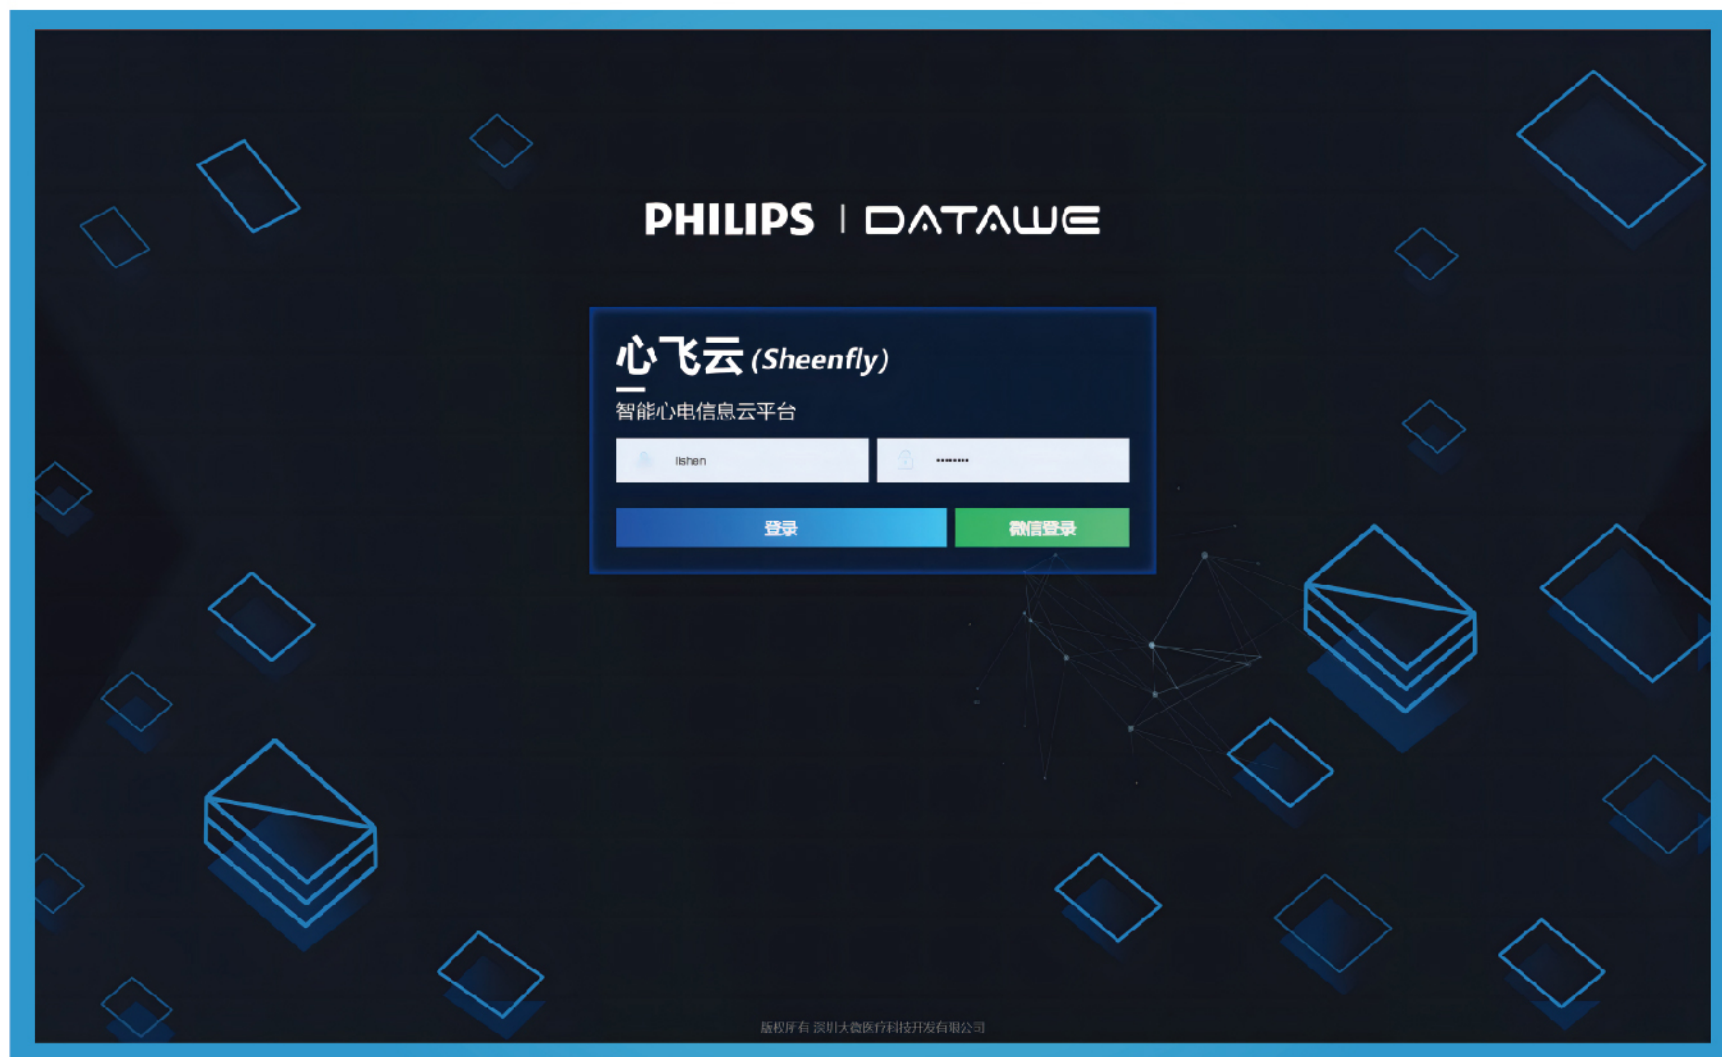 PHILIPS | DATAWE
心飞云 (Sheenfly)
智能心电信息云平台
lishen ········
登录 微信登录
版权所有 深圳大微医疗科技开发有限公司